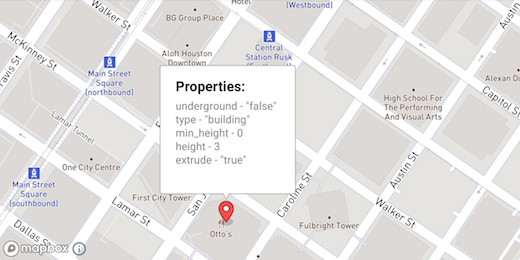 Hotel
(Westbound)
Walker St
BG Group Place
McKinney St
Aloft Houston
Downtown
Central
Station Rusk
Main Street
Square
(northbound)
Capitol St
Alexan Do
High School For
The Performing
And Visual Arts
Lamar Tunnel
One City Centre
Properties:
underground - "false"
type - "building"
min_height - 0
height - 3
extrude - "true"
Austin St
Main Street
Square
(southbound)
First City Tower
Caroline St
Lamar St
Otto's
Fulbright Tower
Walker St
Dallas St
mapbox